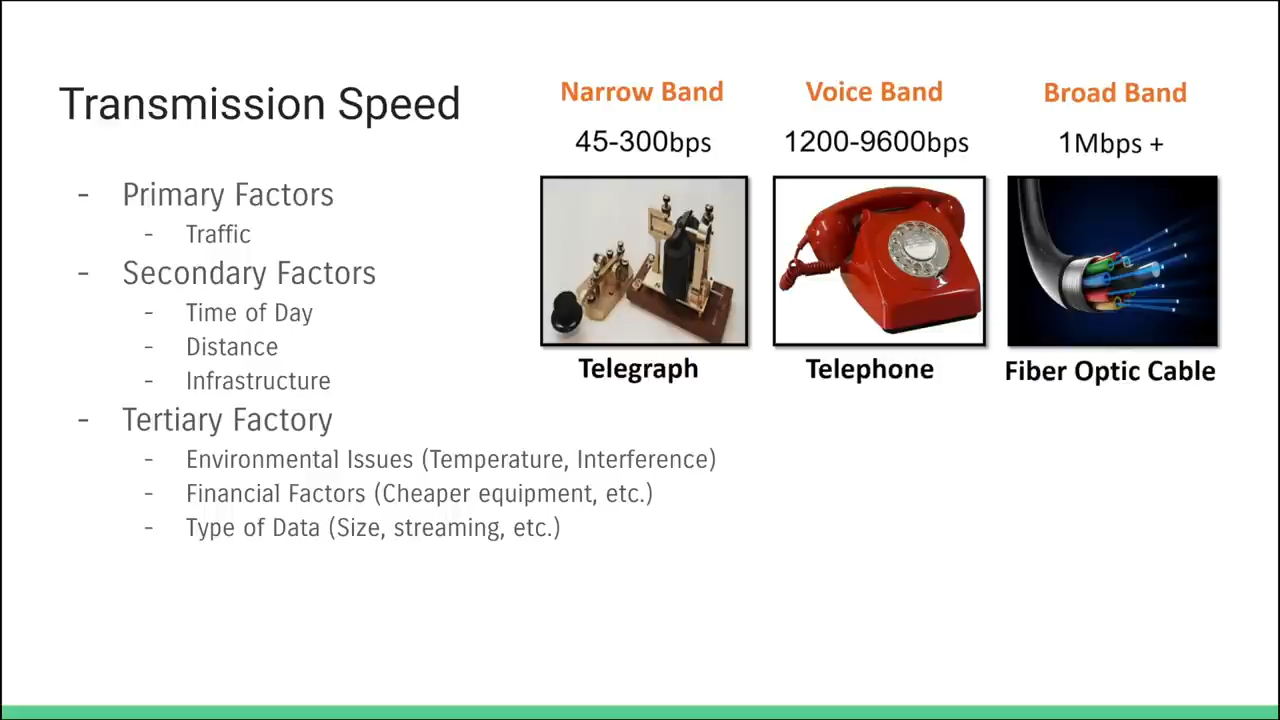 Transmission Speed
- Primary Factors
- Traffic
- Secondary Factors
- Time of Day
- Distance
- Infrastructure
- Tertiary Factory
- Environmental Issues (Temperature, Interference)
- Financial Factors (Cheaper equipment, etc.)
- Type of Data (Size, streaming, etc.)
Narrow Band
45-300bps
Telegraph
Voice Band
1200-9600bps
Telephone
Broad Band
1Mbps +
Fiber Optic Cable